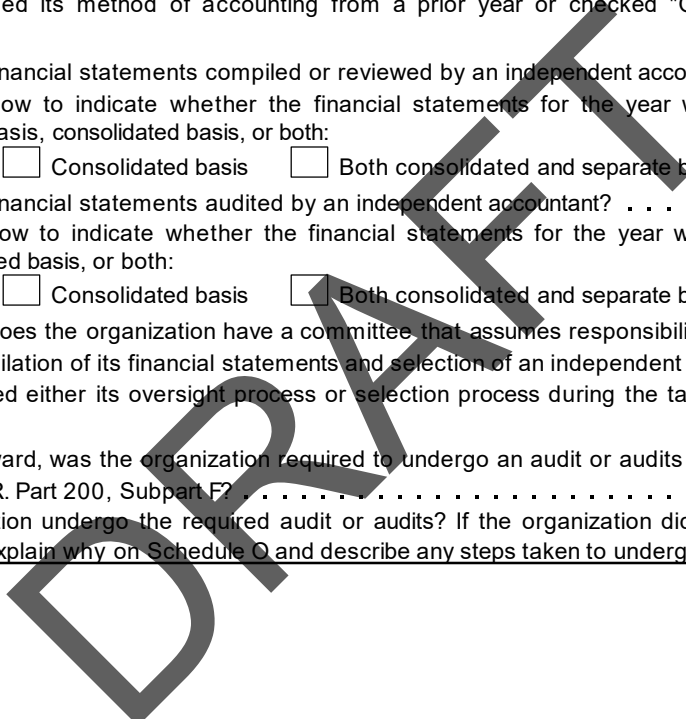 ed its method of accounting from a prior year or checked "O
nancial statements compiled or reviewed by an independent acco
ow to indicate whether the financial statements for the year w
asis, consolidated basis, or both:
Consolidated basis Both consolidated and separate b
nancial statements audited by an independent accountant? . . .
ow to indicate whether the financial statements for the year w
ed basis, or both:
Consolidated basis Both consolidated and separate b
oes the organization have a committee that assumes responsibili
ilation of its financial statements and selection of an independent
ed either its oversight process or selection process during the ta
ward, was the organization required to undergo an audit or audits
R. Part 200, Subpart F? . . . . . . . . . . . . . . . . . . . . . .
tion undergo the required audit or audits? If the organization did
xplain why on Schedule O and describe any steps taken to underg
DRAFT